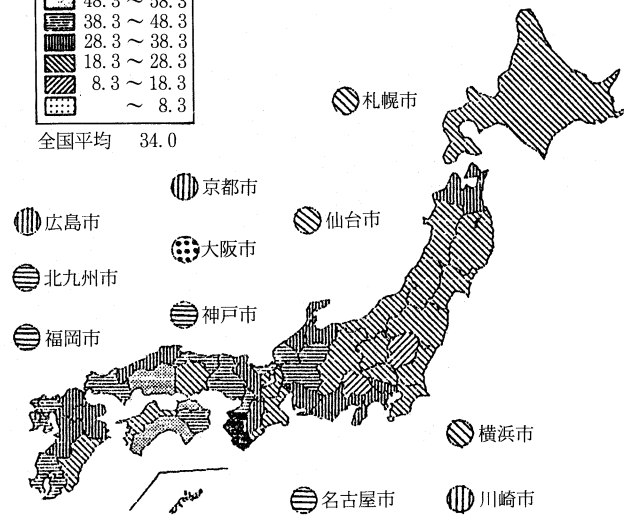 48.3～58.3
38.3～48.3
28.3～38.3
18.3～28.3
8.3～18.3
～ 8.3
全国平均 34.0
札幌市
京都市
広島市
仙台市
大阪市
北九州市
神戸市
福岡市
横浜市
名古屋市
川崎市